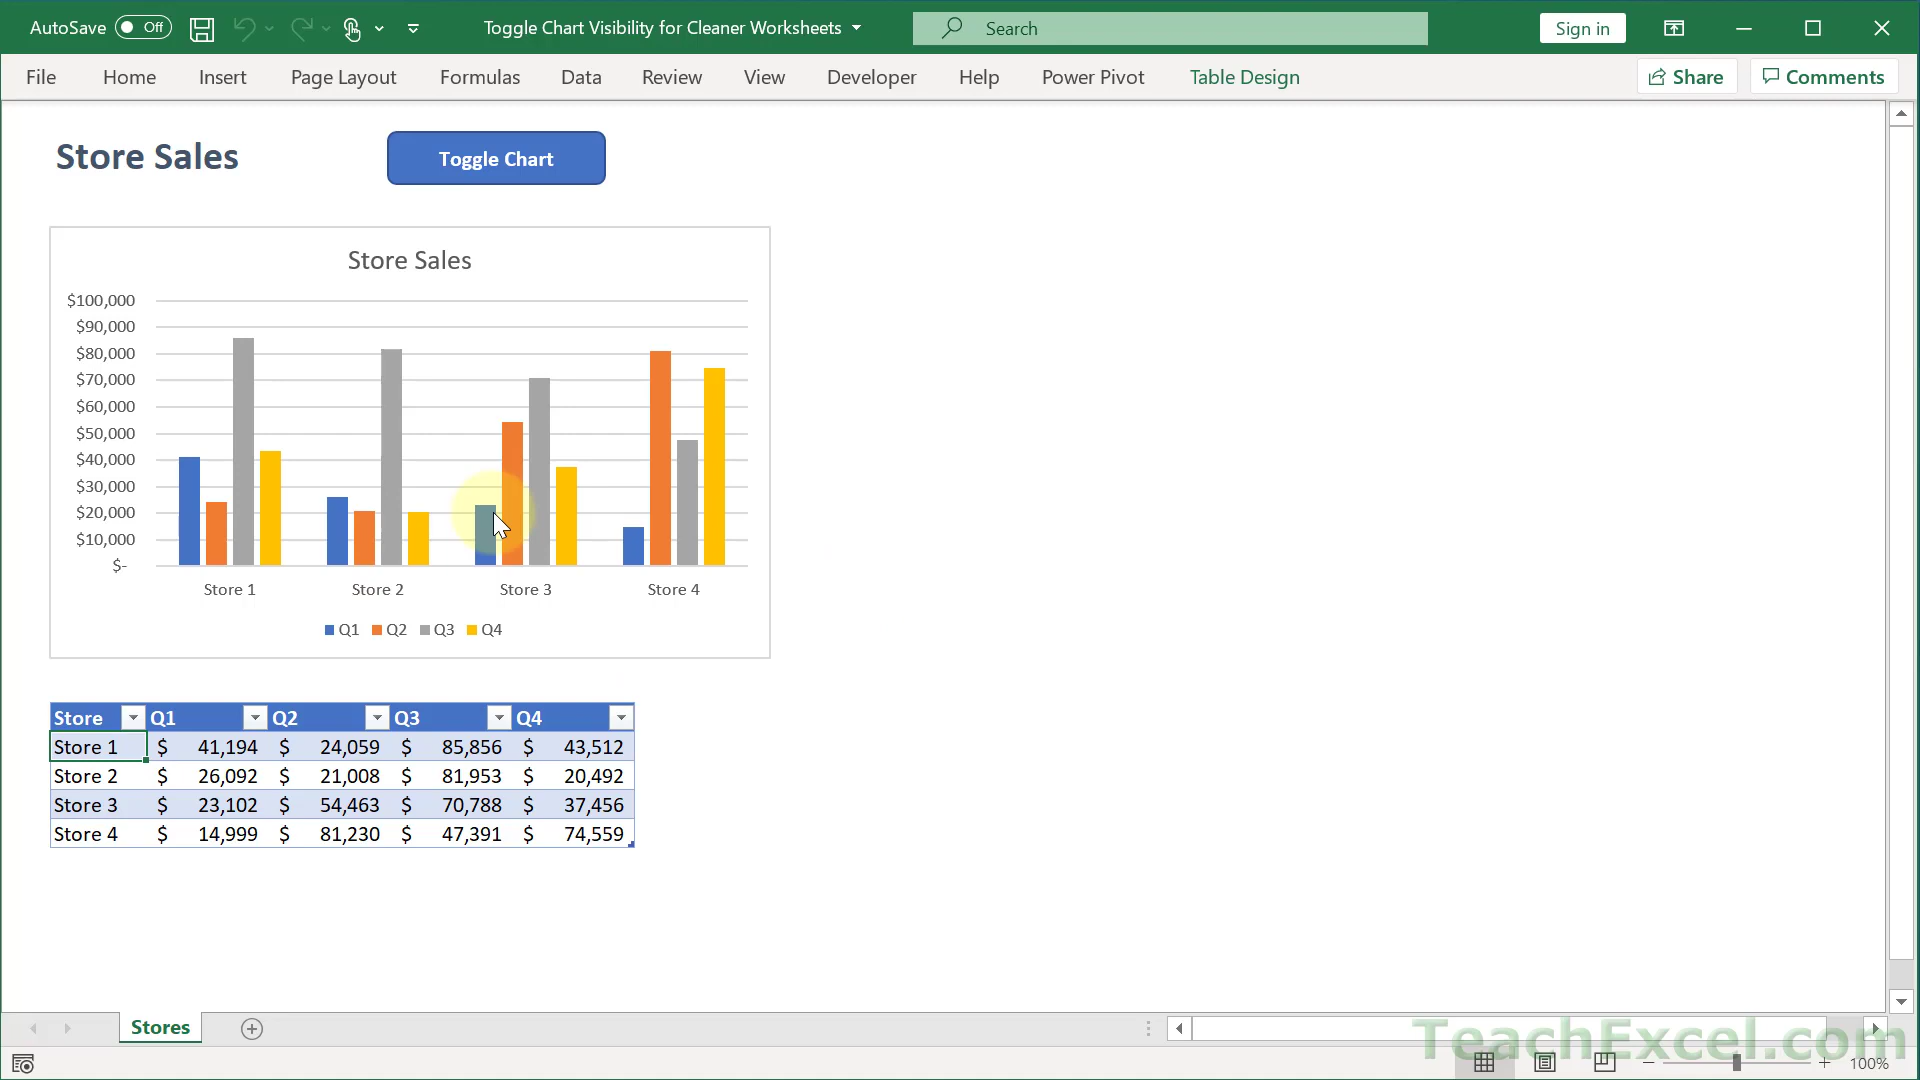 AutoSave Off Toggle Chart Visibility for Cleaner Worksheets Search Sign in
File Home Insert Page Layout Formulas Data Review View Developer Help Power Pivot Table Design Share Comments
Store Sales Toggle Chart
Store Sales
$100,000
$90,000
$80,000
$70,000
$60,000
$50,000
$40,000
$30,000
$20,000
$10,000
$-
Store 1 Store 2 Store 3 Store 4
Q1 Q2 Q3 Q4
Store Q1 Q2 Q3 Q4
Store 1 $ 41,194 $ 24,059 $ 85,856 $ 43,512
Store 2 $ 26,092 $ 21,008 $ 81,953 $ 20,492
Store 3 $ 23,102 $ 54,463 $ 70,788 $ 37,456
Store 4 $ 14,999 $ 81,230 $ 47,391 $ 74,559
Stores
TeachExcel.com
100%